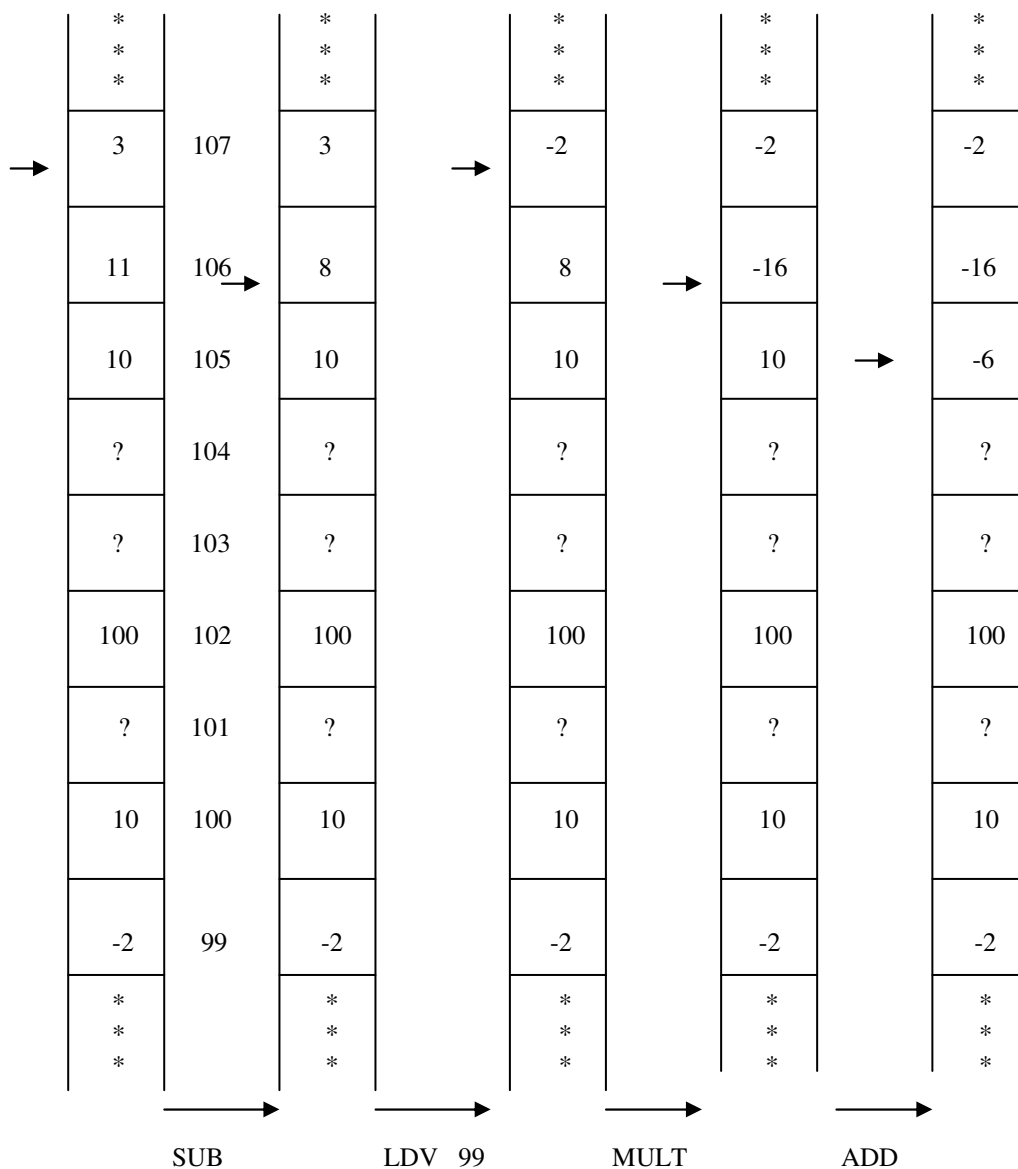 * * * * *
* * * * *
* * * * *
3 107 3 -2 -2 -2
11 106 8 8 -16 -16
10 105 10 10 10 -6
? 104 ? ? ? ?
? 103 ? ? ? ?
100 102 100 100 100 100
? 101 ? ? ? ?
10 100 10 10 10 10
-2 99 -2 -2 -2 -2
* * * * *
* * * * *
* * * * *
SUB LDV 99 MULT ADD